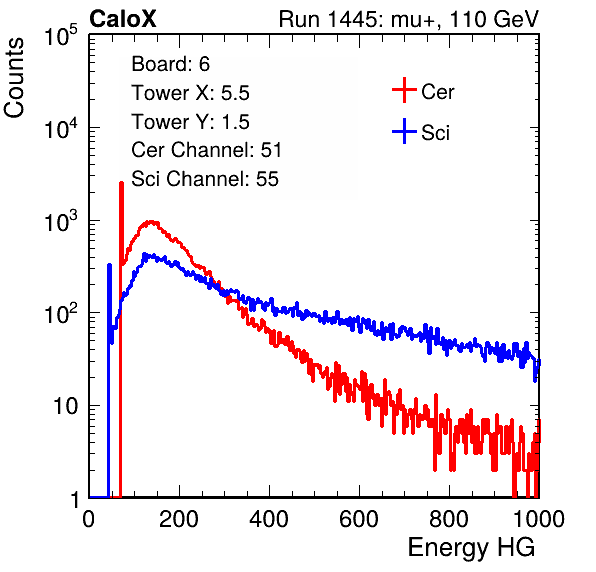 CaloX Run 1445: mu+, 110 GeV
Counts
Board: 6
Tower X: 5.5
Tower Y: 1.5
Cer Channel: 51
Sci Channel: 55
Cer
Sci
10^5
10^4
10^3
10^2
10
1
0 200 400 600 800 1000
Energy HG